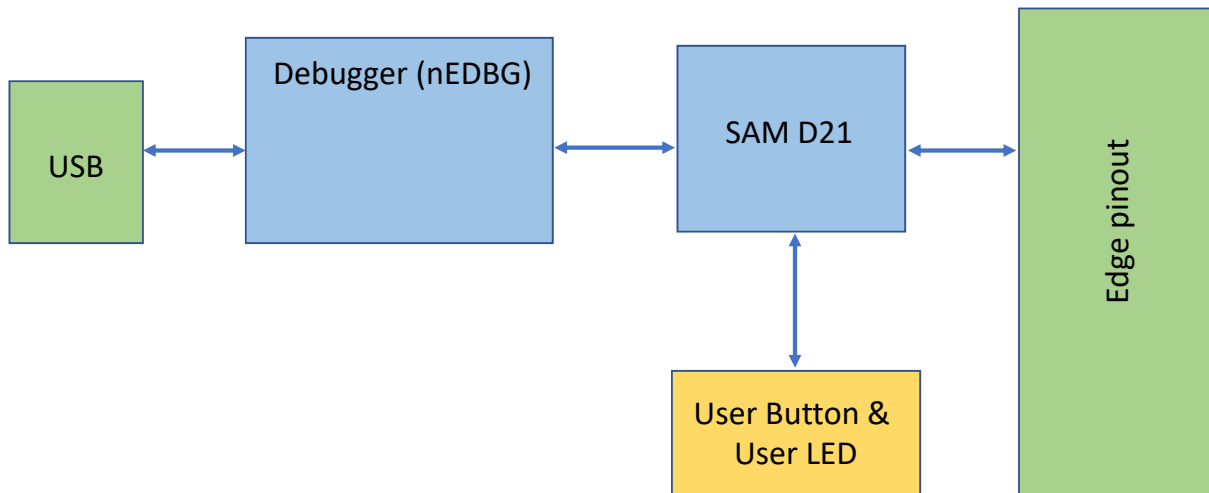 USB
Debugger (nEDBG)
SAM D21
Edge pinout
User Button &
User LED